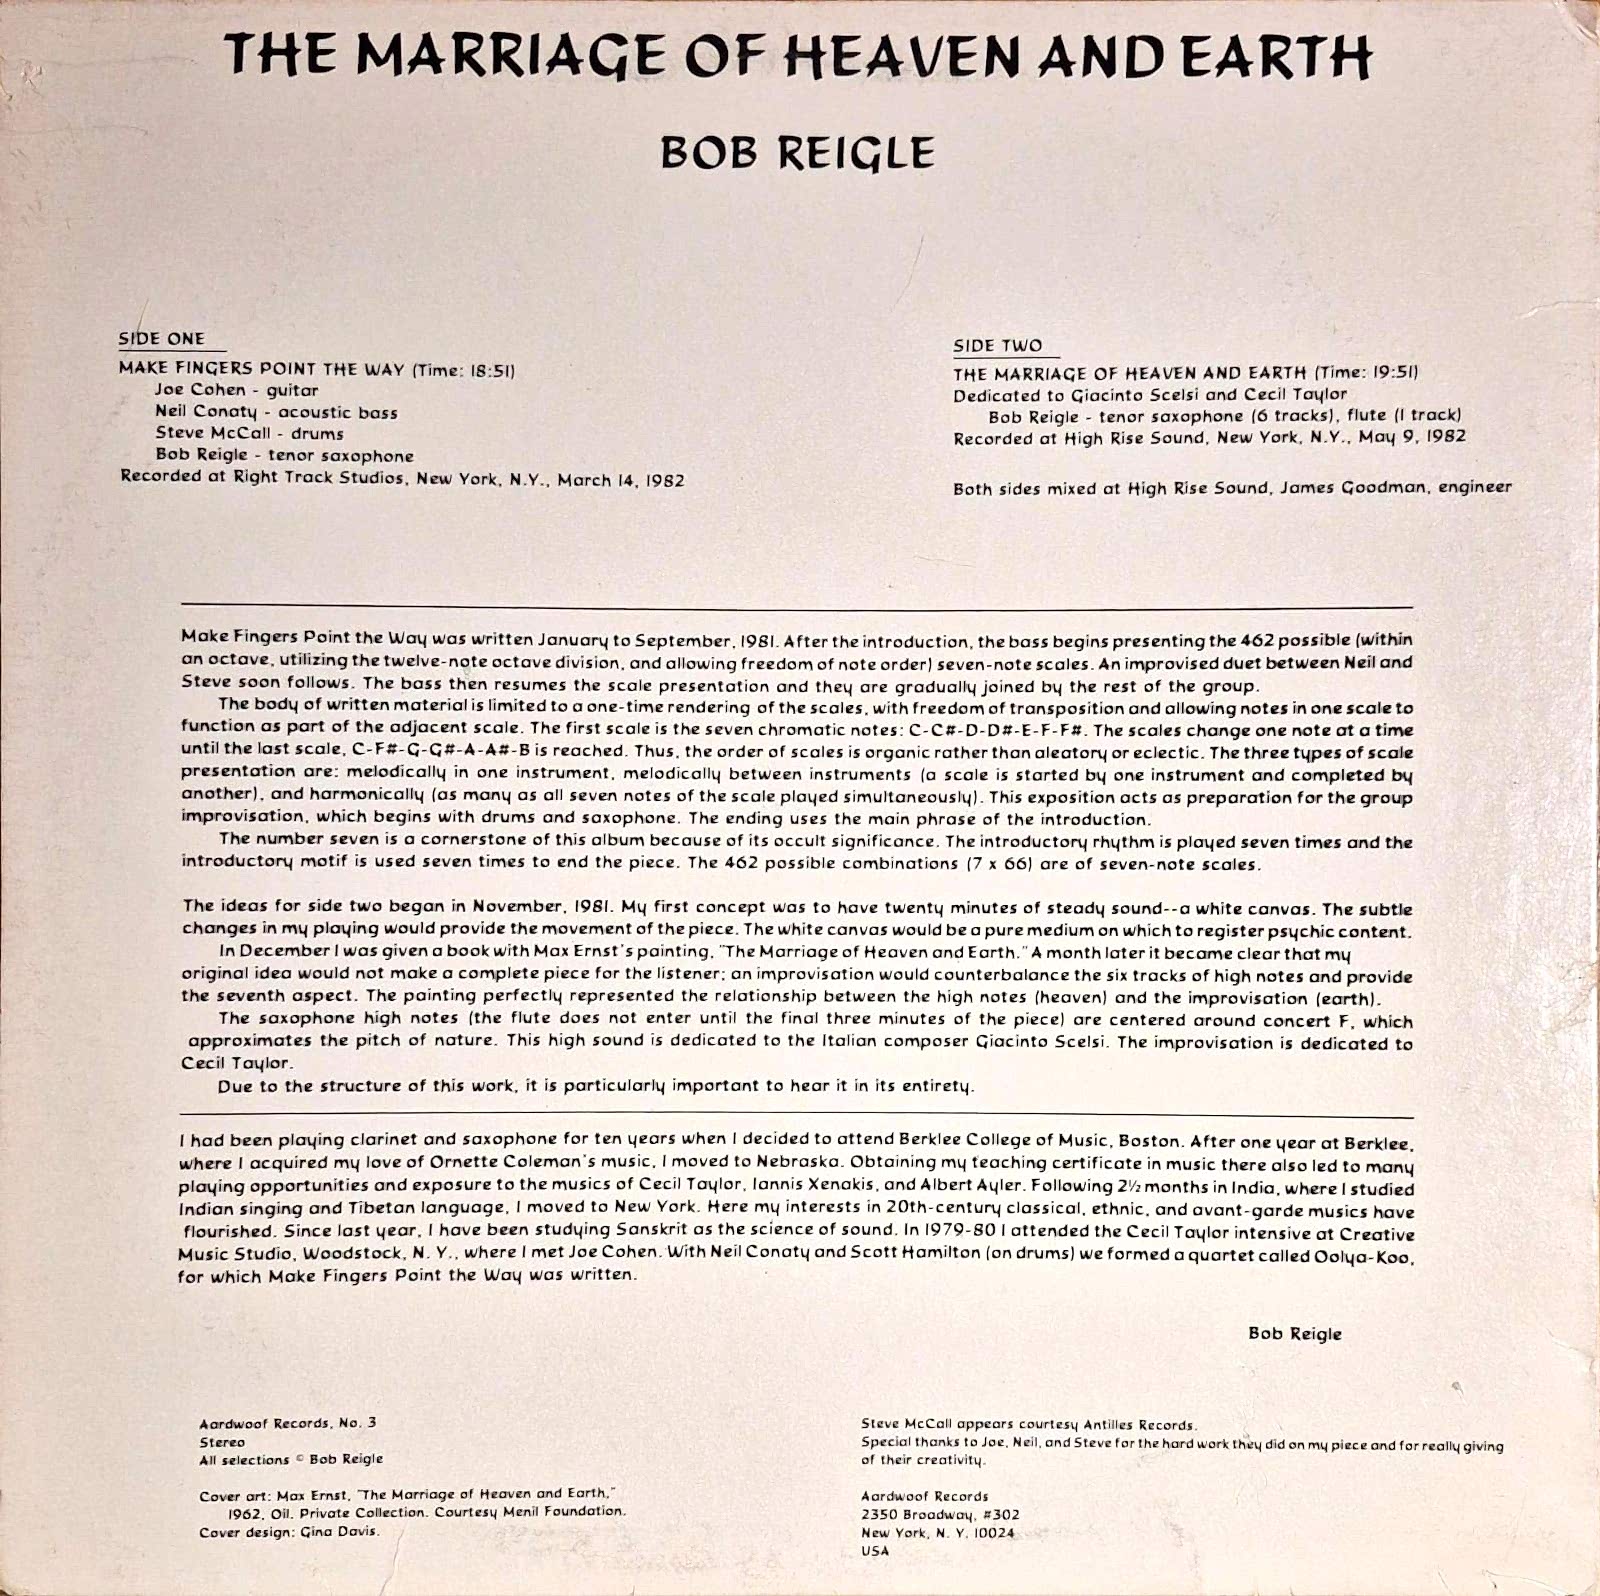 THE MARRIAGE OF HEAVEN AND EARTH
BOB REIGLE
SIDE ONE
MAKE FINGERS POINT THE WAY (Time: 18:51)
Joe Cohen - guitar
Neil Conaty - acoustic bass
Steve McCall - drums
Bob Reigle - tenor saxophone
Recorded at Right Track Studios, New York, N.Y., March 14, 1982
SIDE TWO
THE MARRIAGE OF HEAVEN AND EARTH (Time: 19:51)
Dedicated to Giacinto Scelsi and Cecil Taylor
Bob Reigle - tenor saxophone (6 tracks), flute (1 track)
Recorded at High Rise Sound, New York, N.Y., May 9, 1982
Both sides mixed at High Rise Sound, James Goodman, engineer
Make Fingers Point the Way was written January to September, 1981. After the introduction, the bass begins presenting the 462 possible (within
an octave, utilizing the twelve-note octave division, and allowing freedom of note order) seven-note scales. An improvised duet between Neil and
Steve soon follows. The bass then resumes the scale presentation and they are gradually joined by the rest of the group.
The body of written material is limited to a one-time rendering of the scales, with freedom of transposition and allowing notes in one scale to
function as part of the adjacent scale. The first scale is the seven chromatic notes: C-C#-D-D#-E-F-F#. The scales change one note at a time
until the last scale, C-F#-G-G#-A-A#-B is reached. Thus, the order of scales is organic rather than aleatory or eclectic. The three types of scale
presentation are: melodically in one instrument, melodically between instruments (a scale is started by one instrument and completed by
another), and harmonically (as many as all seven notes of the scale played simultaneously). This exposition acts as preparation for the group
improvisation, which begins with drums and saxophone. The ending uses the main phrase of the introduction.
The number seven is a cornerstone of this album because of its occult significance. The introductory rhythm is played seven times and the
introductory motif is used seven times to end the piece. The 462 possible combinations (7 x 66) are of seven-note scales.
The ideas for side two began in November, 1981. My first concept was to have twenty minutes of steady sound--a white canvas. The subtle
changes in my playing would provide the movement of the piece. The white canvas would be a pure medium on which to register psychic content.
In December I was given a book with Max Ernst's painting, "The Marriage of Heaven and Earth." A month later it became clear that my
original idea would not make a complete piece for the listener; an improvisation would counterbalance the six tracks of high notes and provide
the seventh aspect. The painting perfectly represented the relationship between the high notes (heaven) and the improvisation (earth).
The saxophone high notes (the flute does not enter until the final three minutes of the piece) are centered around concert F, which
approximates the pitch of nature. This high sound is dedicated to the Italian composer Giacinto Scelsi. The improvisation is dedicated to
Cecil Taylor.
Due to the structure of this work, it is particularly important to hear it in its entirety.
I had been playing clarinet and saxophone for ten years when I decided to attend Berklee College of Music, Boston. After one year at Berklee,
where I acquired my love of Ornette Coleman's music, I moved to Nebraska. Obtaining my teaching certificate in music there also led to many
playing opportunities and exposure to the musics of Cecil Taylor, Iannis Xenakis, and Albert Ayler. Following 2½ months in India, where I studied
Indian singing and Tibetan language, I moved to New York. Here my interests in 20th-century classical, ethnic, and avant-garde musics have
flourished. Since last year, I have been studying Sanskrit as the science of sound. In 1979-80 I attended the Cecil Taylor intensive at Creative
Music Studio, Woodstock, N. Y., where I met Joe Cohen. With Neil Conaty and Scott Hamilton (on drums) we formed a quartet called Oolya-Koo,
for which Make Fingers Point the Way was written.
Bob Reigle
Aardwoof Records, No. 3
Stereo
All selections © Bob Reigle
Cover art: Max Ernst, "The Marriage of Heaven and Earth,"
1962, Oil. Private Collection. Courtesy Menil Foundation.
Cover design: Gina Davis.
Steve McCall appears courtesy Antilles Records.
Special thanks to Joe, Neil, and Steve for the hard work they did on my piece and for really giving
of their creativity.
Aardwoof Records
2350 Broadway, #302
New York, N. Y. 10024
USA